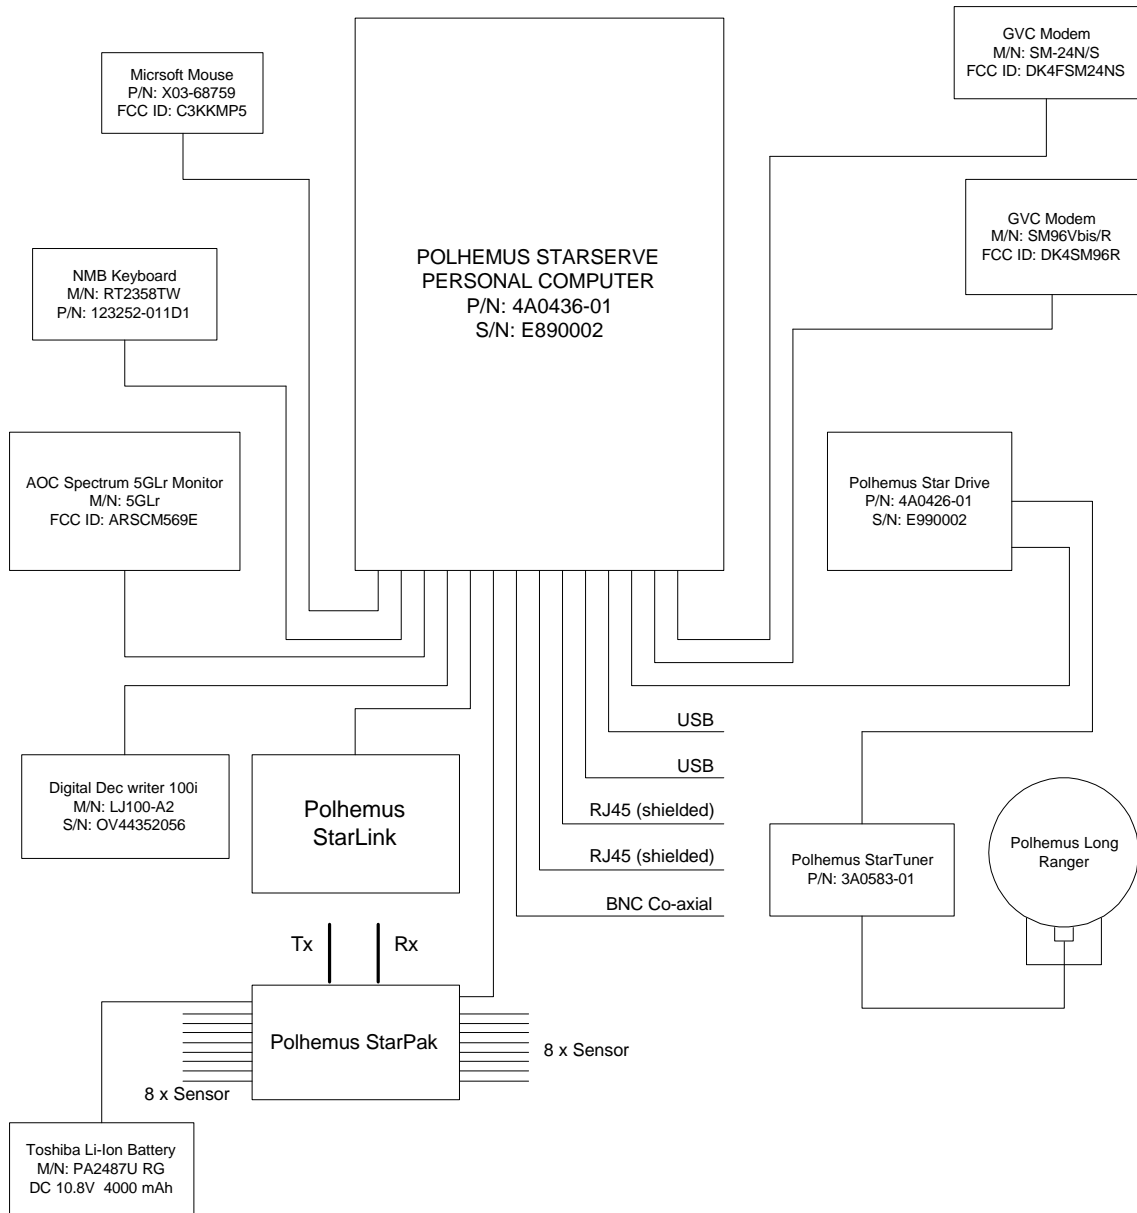 GVC Modem
M/N: SM-24N/S
FCC ID: DK4FSM24NS
Micrsoft Mouse
P/N: X03-68759
FCC ID: C3KKMP5
GVC Modem
M/N: SM96Vbis/R
FCC ID: DK4SM96R
POLHEMUS STARSERVE
PERSONAL COMPUTER
P/N: 4A0436-01
S/N: E890002
NMB Keyboard
M/N: RT2358TW
P/N: 123252-011D1
AOC Spectrum 5GLr Monitor
M/N: 5GLr
FCC ID: ARSCM569E
Polhemus Star Drive
P/N: 4A0426-01
S/N: E990002
USB
USB
RJ45 (shielded)
RJ45 (shielded)
BNC Co-axial
Digital Dec writer 100i
M/N: LJ100-A2
S/N: OV44352056
Polhemus
StarLink
Polhemus StarTuner
P/N: 3A0583-01
Polhemus Long
Ranger
Tx
Rx
Polhemus StarPak
8 x Sensor
8 x Sensor
Toshiba Li-Ion Battery
M/N: PA2487U RG
DC 10.8V 4000 mAh